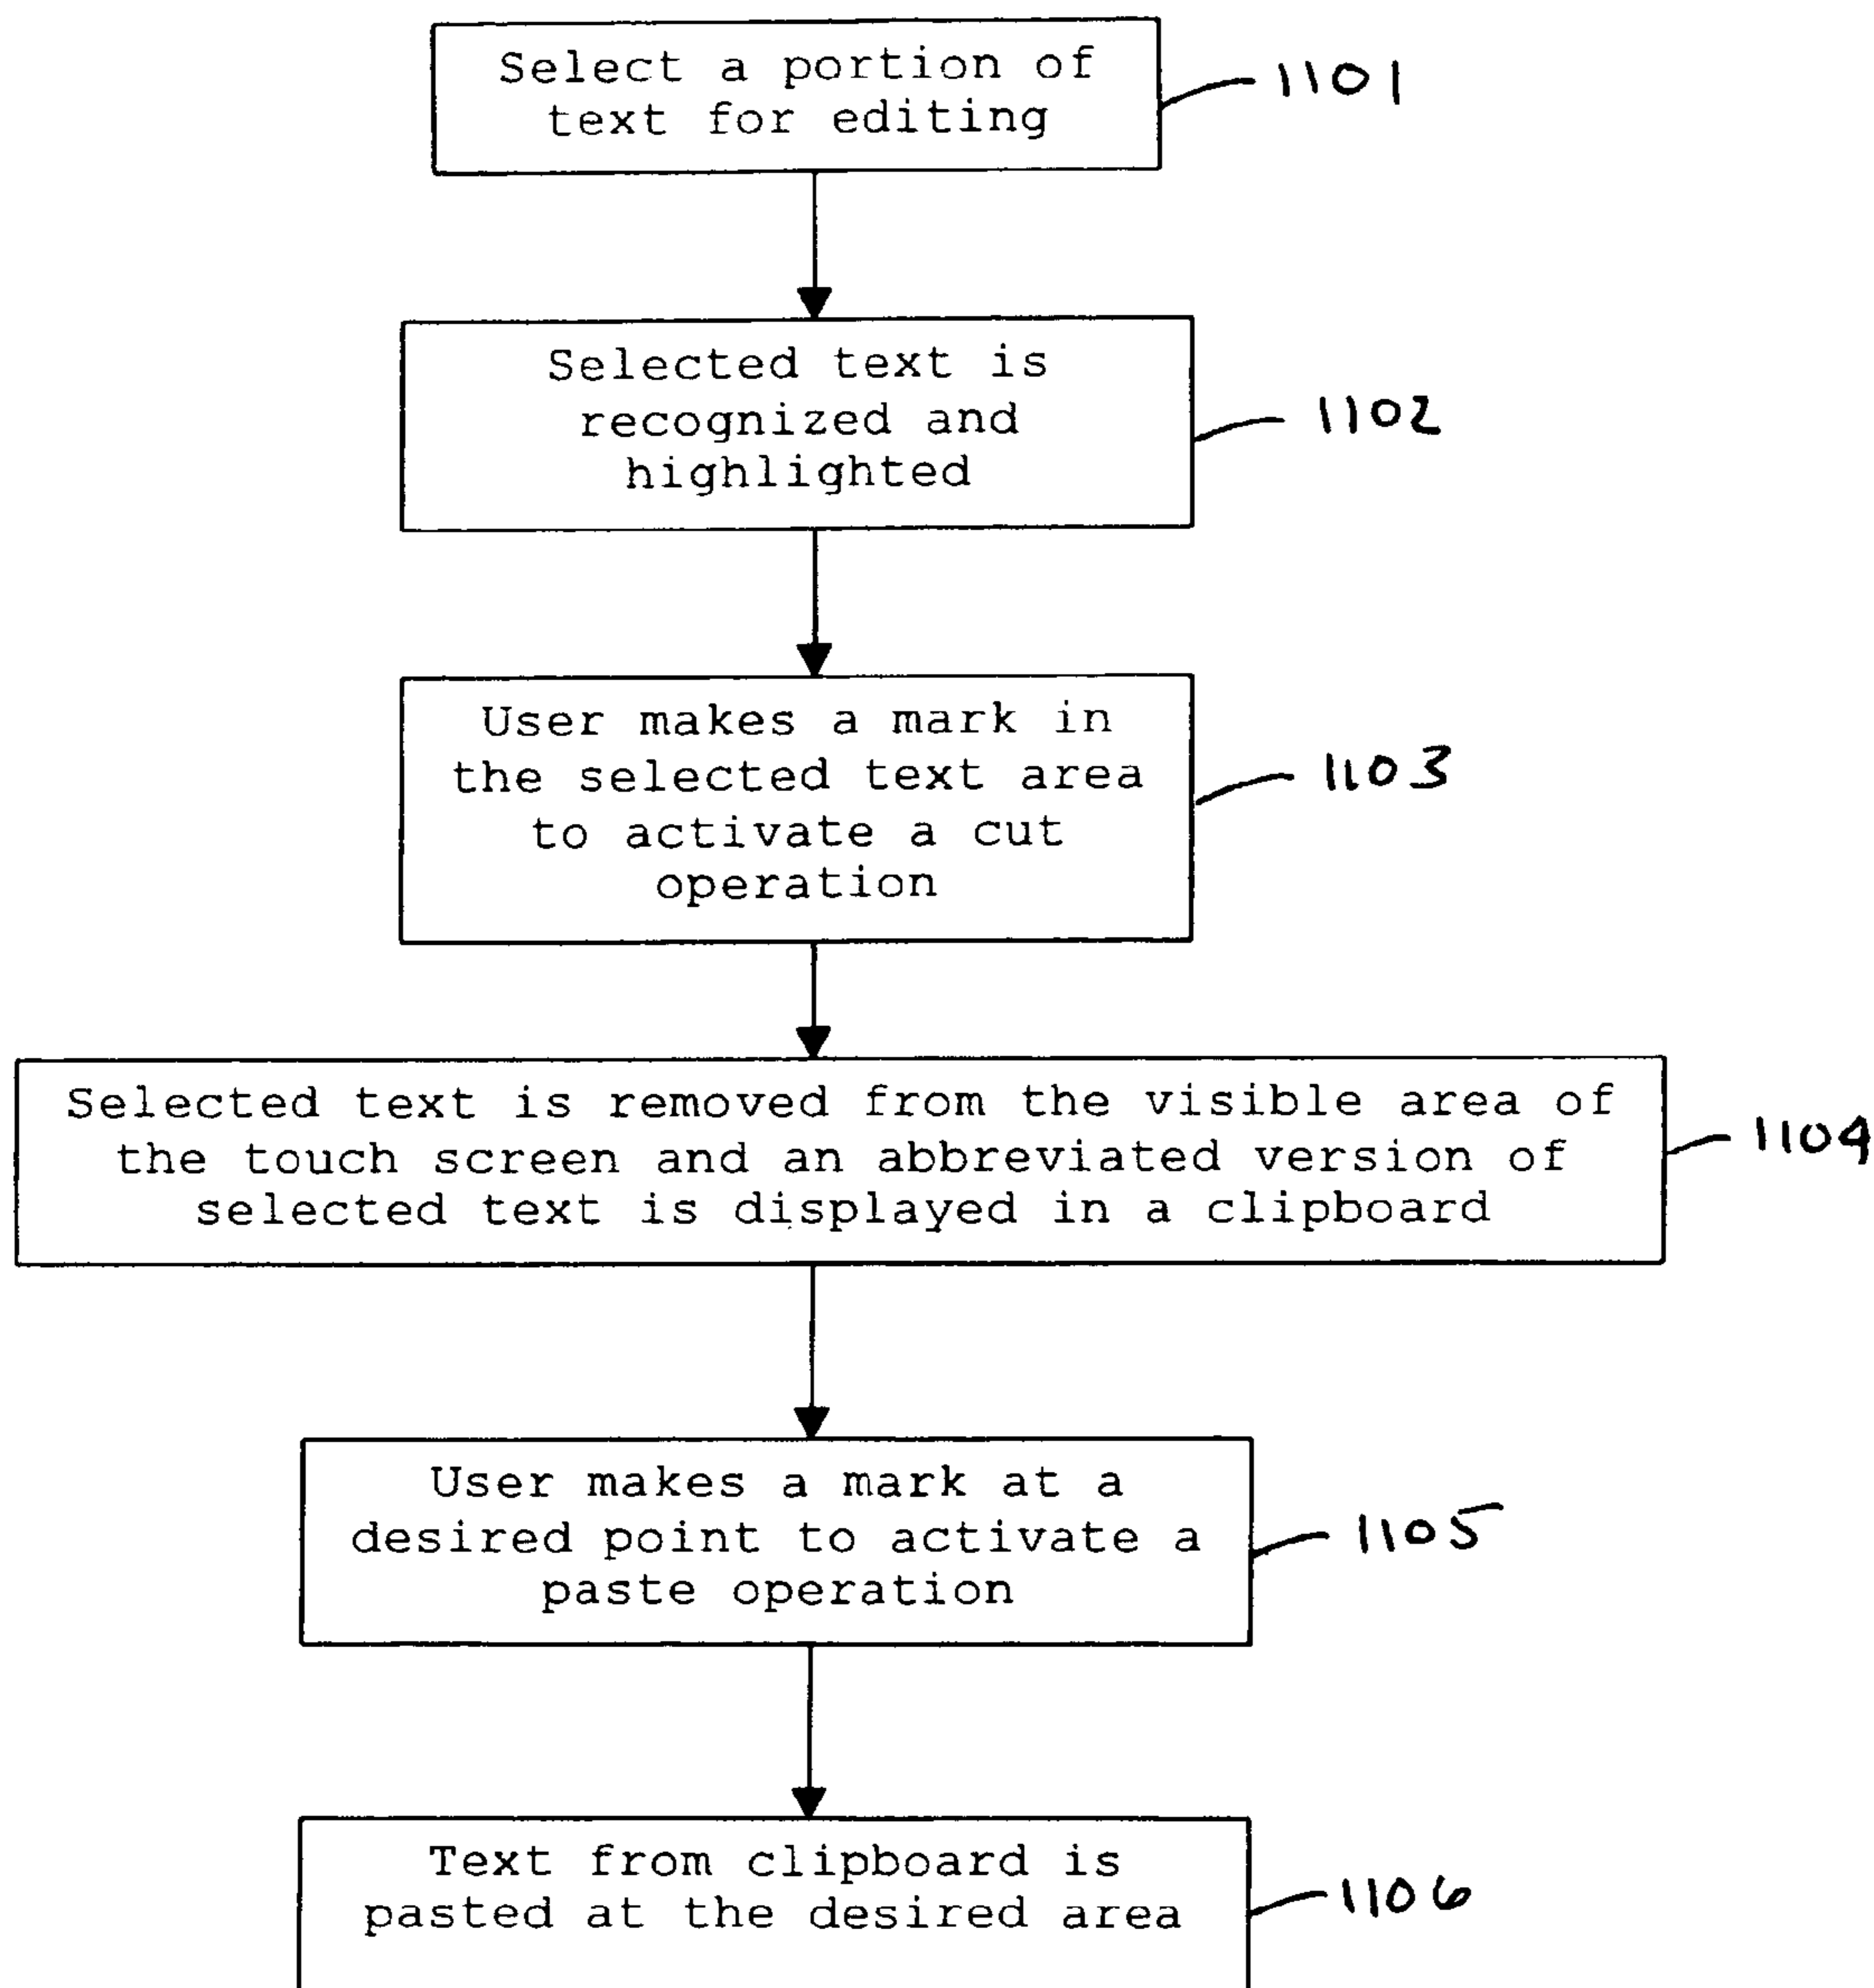 Select a portion of
text for editing
1101
Selected text is
recognized and
highlighted
1102
User makes a mark in
the selected text area
to activate a cut
operation
1103
Selected text is removed from the visible area of
the touch screen and an abbreviated version of
selected text is displayed in a clipboard
1104
User makes a mark at a
desired point to activate a
paste operation
1105
Text from clipboard is
pasted at the desired area
1106